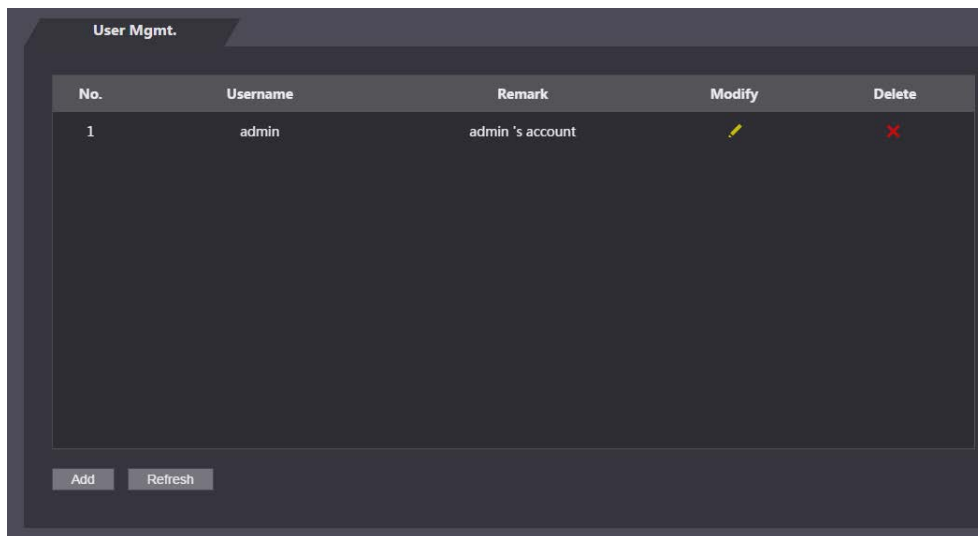 User Mgmt.
No. Username Remark Modify Delete
1 admin admin 's account
Add Refresh